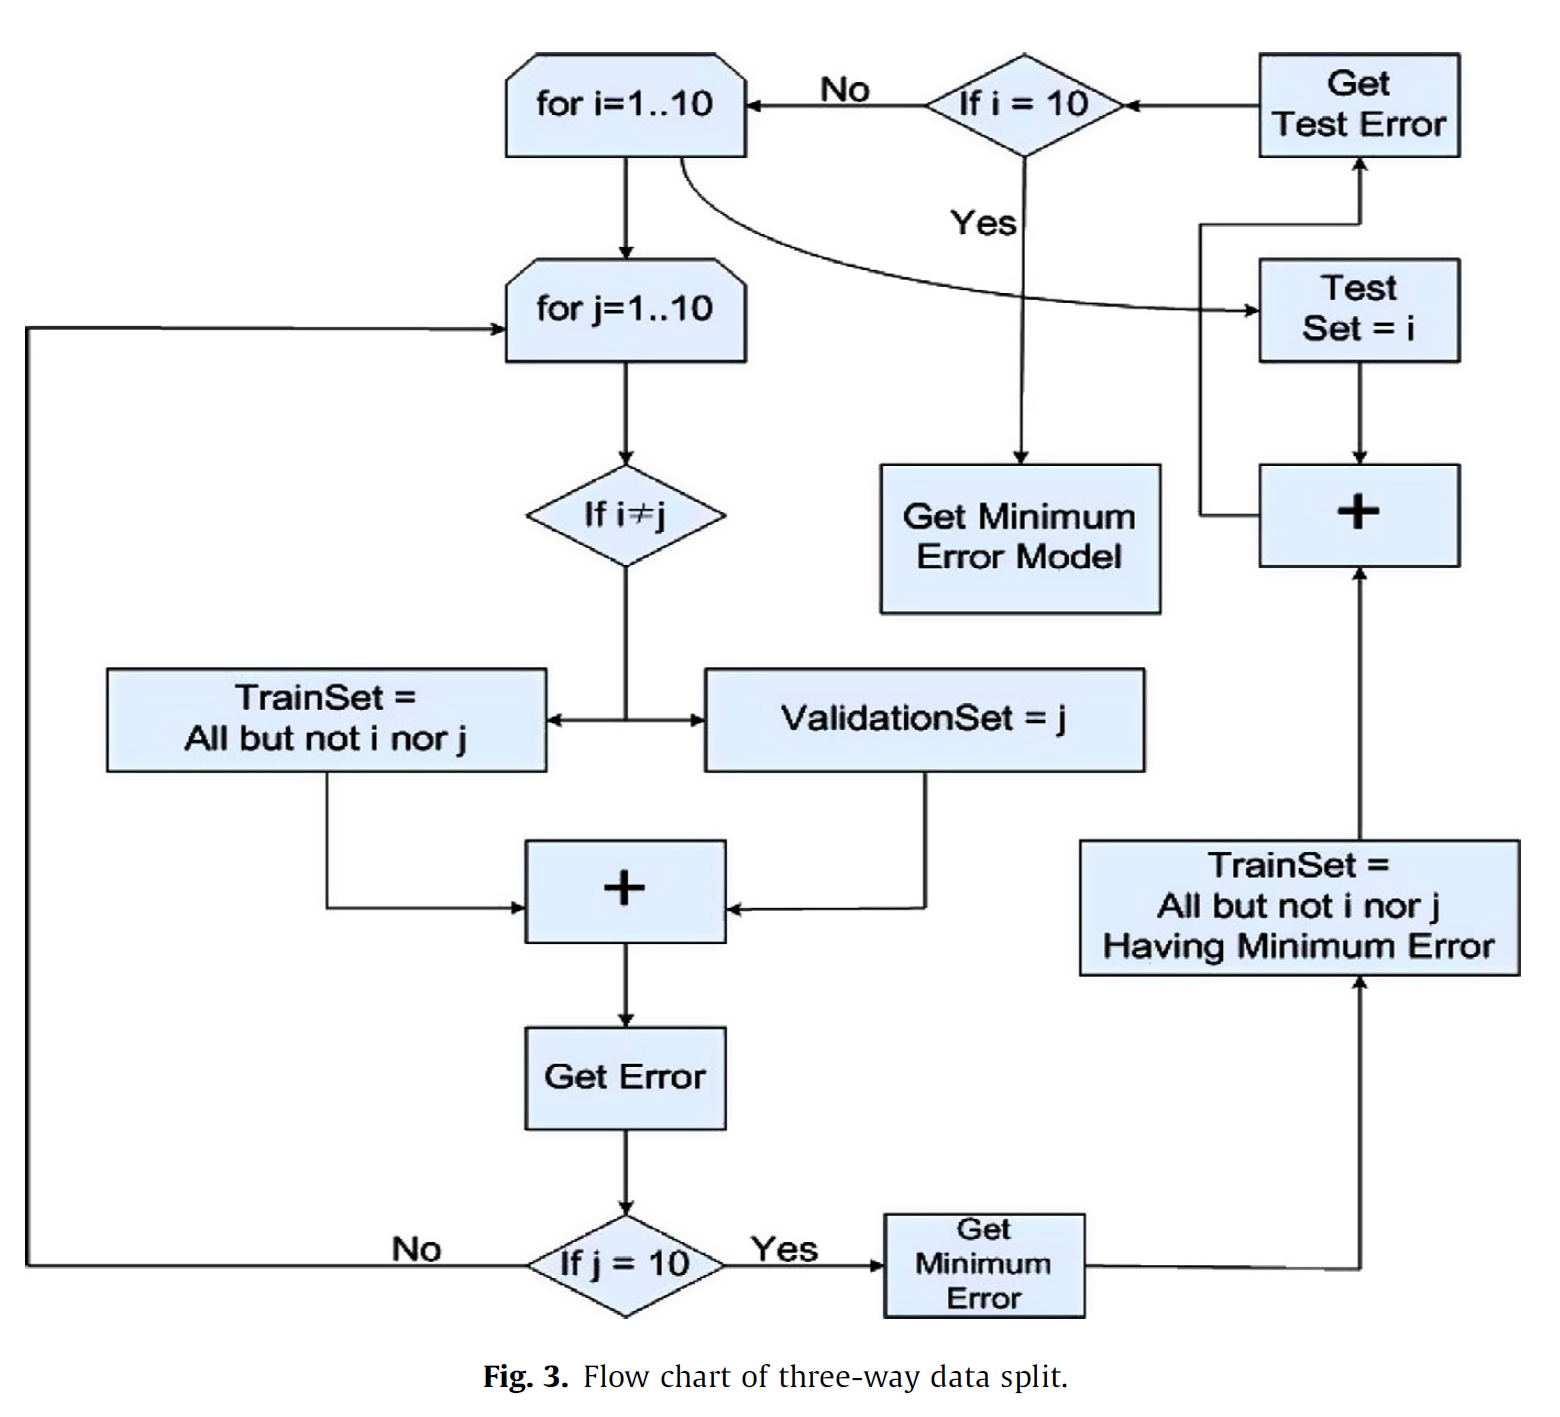 for i=1..10
No
If i = 10
Get
Test Error
Yes
for j=1..10
Test
Set = i
If i≠j
Get Minimum
Error Model
+
TrainSet =
All but not i nor j
ValidationSet = j
+
TrainSet =
All but not i nor j
Having Minimum Error
Get Error
No
If j = 10
Yes
Get
Minimum
Error
Fig. 3. Flow chart of three-way data split.